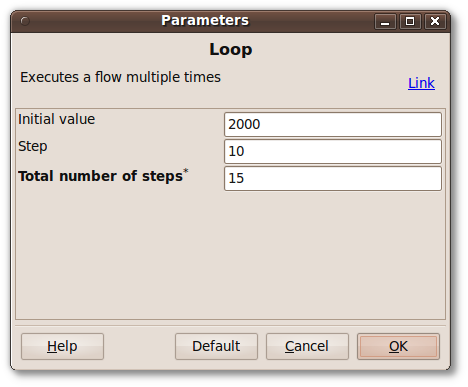 Parameters
Loop
Executes a flow multiple times
Link
Initial value 2000
Step 10
Total number of steps* 15
Help Default Cancel OK